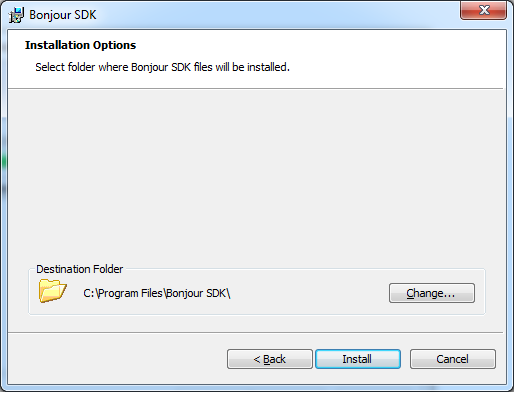 Bonjour SDK
Installation Options
Select folder where Bonjour SDK files will be installed.
Destination Folder
C:\Program Files\Bonjour SDK\
Change...
< Back
Install
Cancel